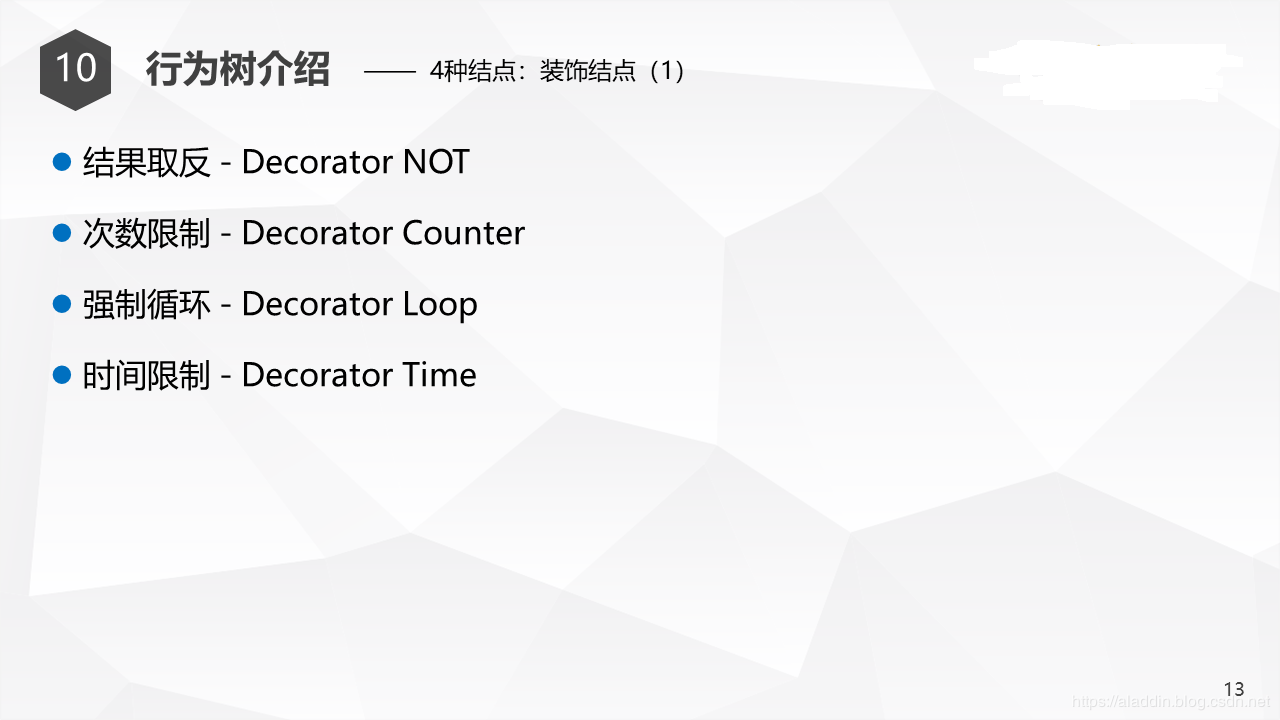 10
行为树介绍 —— 4种结点：装饰结点（1）
结果取反 - Decorator NOT
次数限制 - Decorator Counter
强制循环 - Decorator Loop
时间限制 - Decorator Time
13
https://aladdin.blog.csdn.net